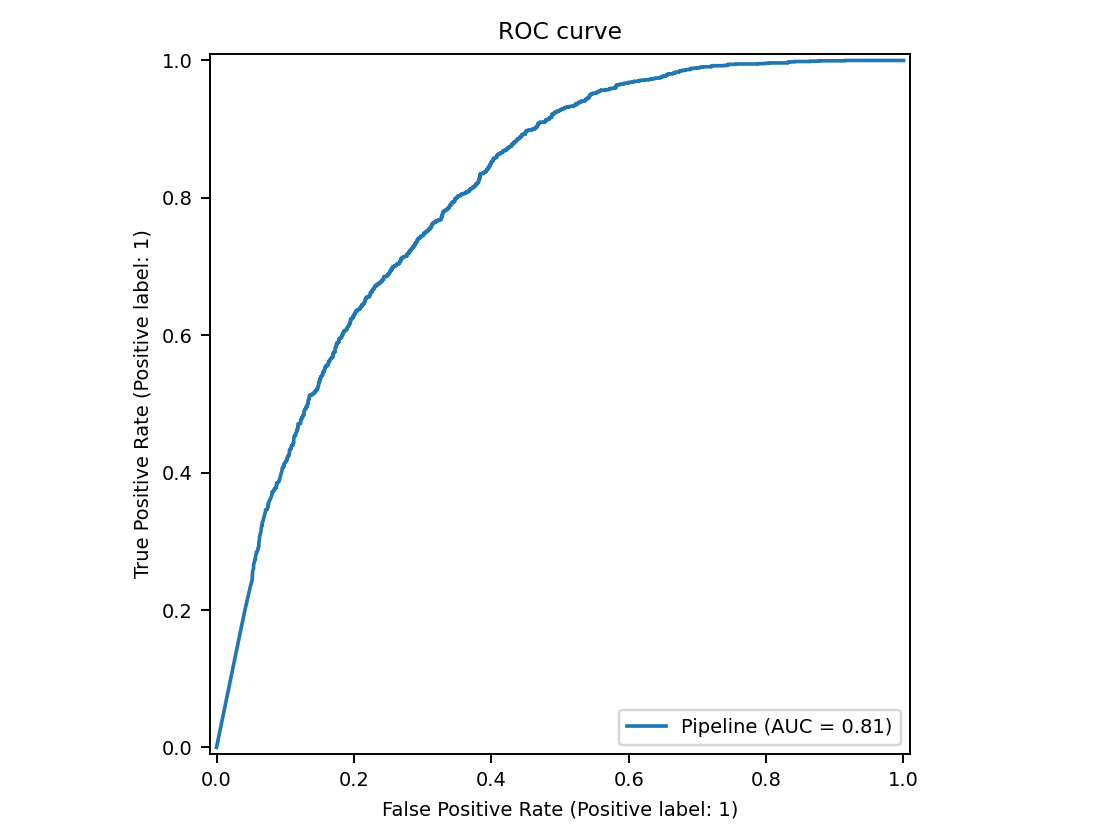 ROC curve
1.0
0.8
0.6
0.4
0.2
0.0
True Positive Rate (Positive label: 1)
Pipeline (AUC = 0.81)
0.0 0.2 0.4 0.6 0.8 1.0
False Positive Rate (Positive label: 1)